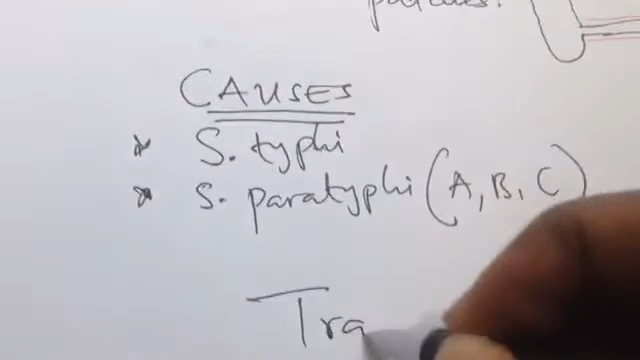 CAUSES
* S. typhi
* S. paratyphi (A, B, C)
Tra